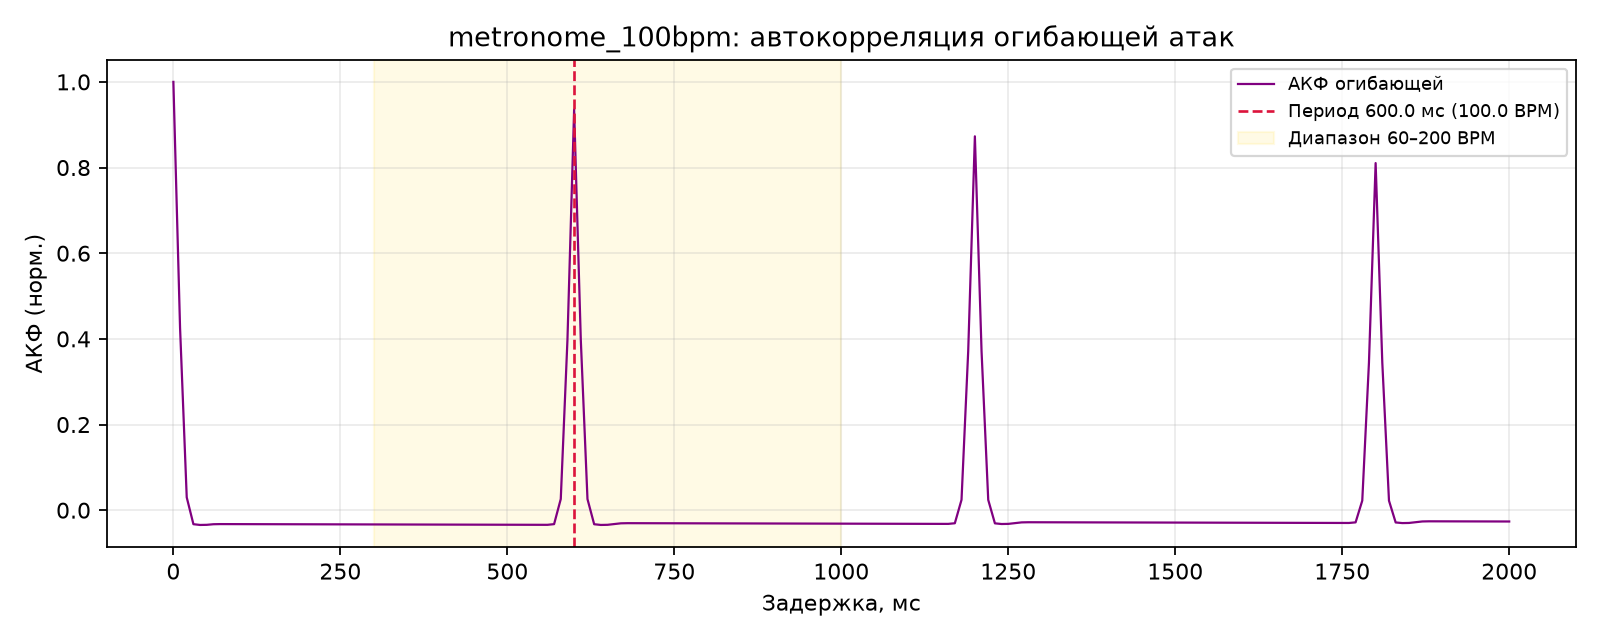 metronome_100bpm: автокорреляция огибающей атак
АКФ огибающей
Период 600.0 мс (100.0 BPM)
Диапазон 60–200 BPM
АКФ (норм.)
1.0
0.8
0.6
0.4
0.2
0.0
0 250 500 750 1000 1250 1500 1750 2000
Задержка, мс